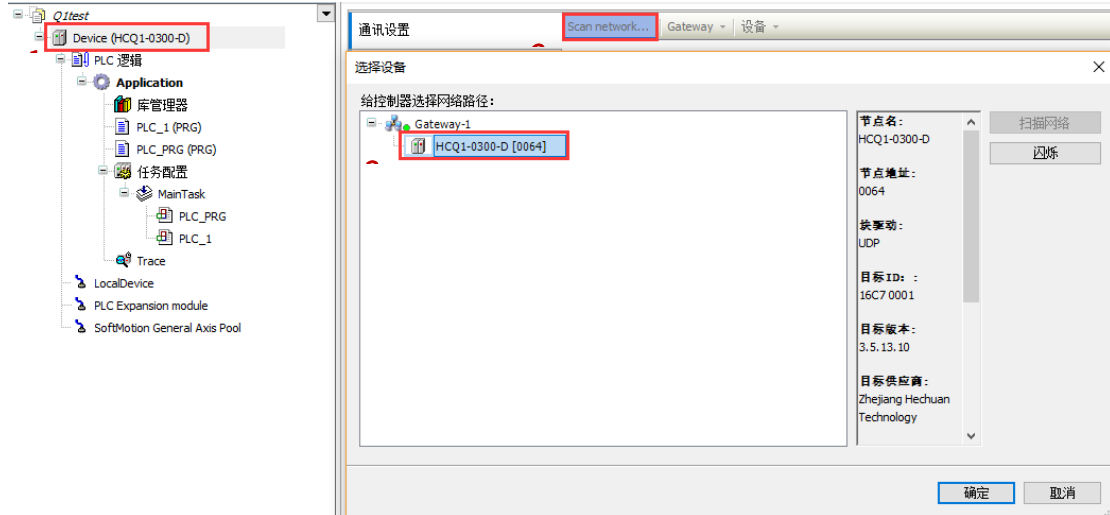 Q1test
Device (HCQ1-0300-D)
PLC 逻辑
Application
库管理器
PLC_1 (PRG)
PLC_PRG (PRG)
任务配置
MainTask
PLC_PRG
PLC_1
Trace
LocalDevice
PLC Expansion module
SoftMotion General Axis Pool
通讯设置
Scan network... Gateway 设备
选择设备
给控制器选择网络路径：
Gateway-1
HCQ1-0300-D [0064]
节点名：
HCQ1-0300-D
节点地址：
0064
块驱动：
UDP
目标ID：:
16C7 0001
目标版本：
3.5.13.10
目标供应商：
Zhejiang Hechuan
Technology
扫描网络
闪烁
确定 取消